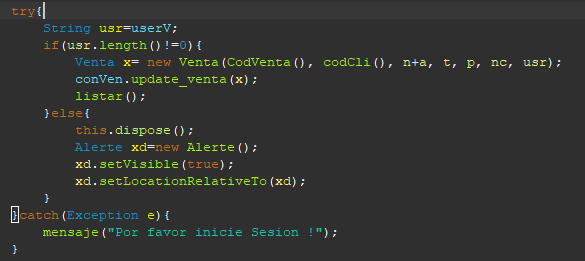 try{
    String usr=userV;
    if(usr.length()!=0){
        Venta x= new Venta(CodVenta(), codCli(), n+a, t, p, nc, usr);
        conVen.update_venta(x);
        listar();
    }else{
        this.dispose();
        Alerte xd=new Alerte();
        xd.setVisible(true);
        xd.setLocationRelativeTo(xd);
    }
}catch(Exception e){
    mensaje("Por favor inicie Sesion !");
}